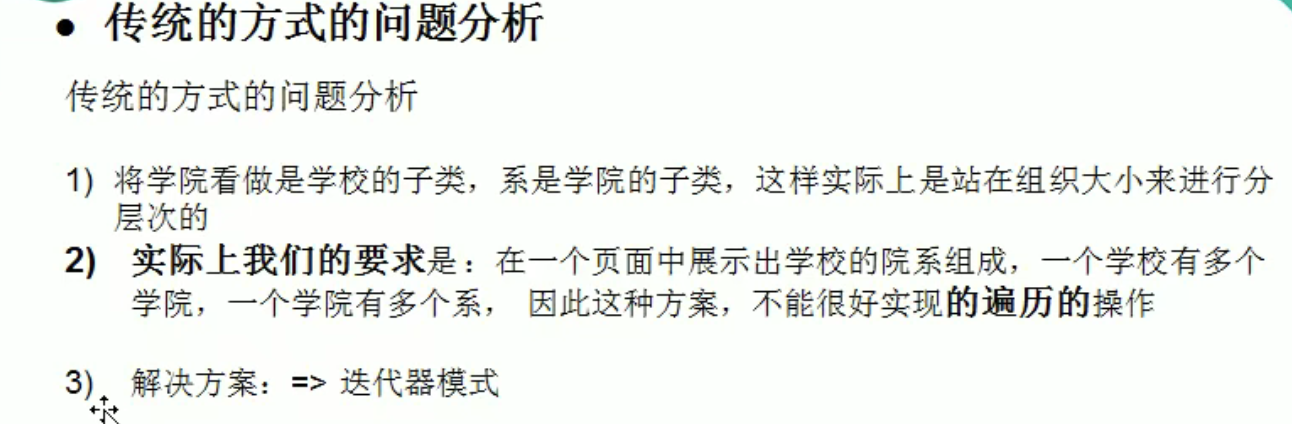 ● 传统的方式的问题分析
传统的方式的问题分析
1) 将学院看做是学校的子类，系是学院的子类，这样实际上是站在组织大小来进行分
层次的
2) 实际上我们的要求是：在一个页面中展示出学校的院系组成，一个学校有多个
学院，一个学院有多个系， 因此这种方案，不能很好实现的遍历的操作
3) 解决方案：=> 迭代器模式